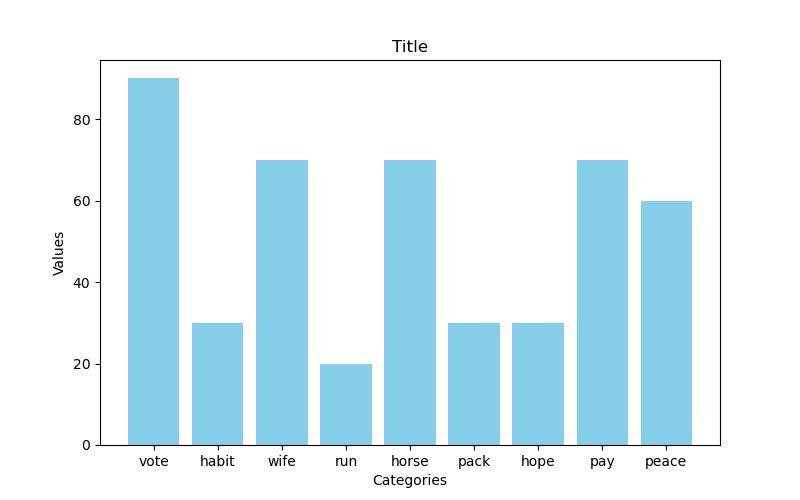 Title
Values
80
60
40
20
0
vote habit wife run horse pack hope pay peace
Categories